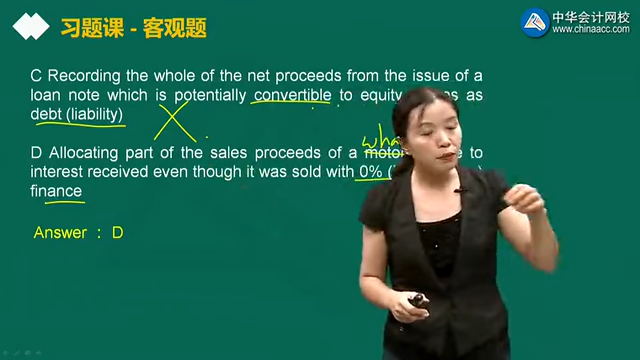 习题课 - 客观题
中华会计网校
www.chinaacc.com
C Recording the whole of the net proceeds from the issue of a
loan note which is potentially convertible to equity as
debt (liability)
D Allocating part of the sales proceeds of a to
interest received even though it was sold with 0%
finance
Answer : D